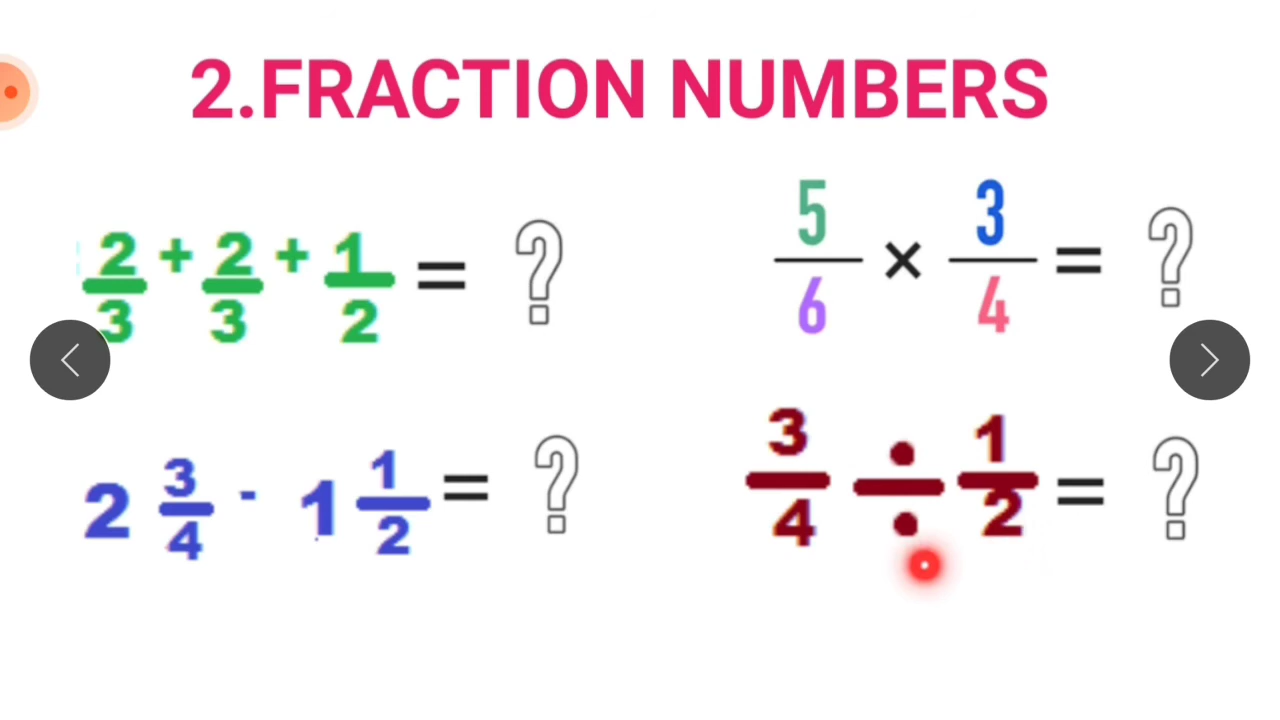 2.FRACTION NUMBERS
2/3 + 2/3 + 1/2 = ?
5/6 × 3/4 = ?
2 3/4 - 1 1/2 = ?
3/4 ÷ 1/2 = ?